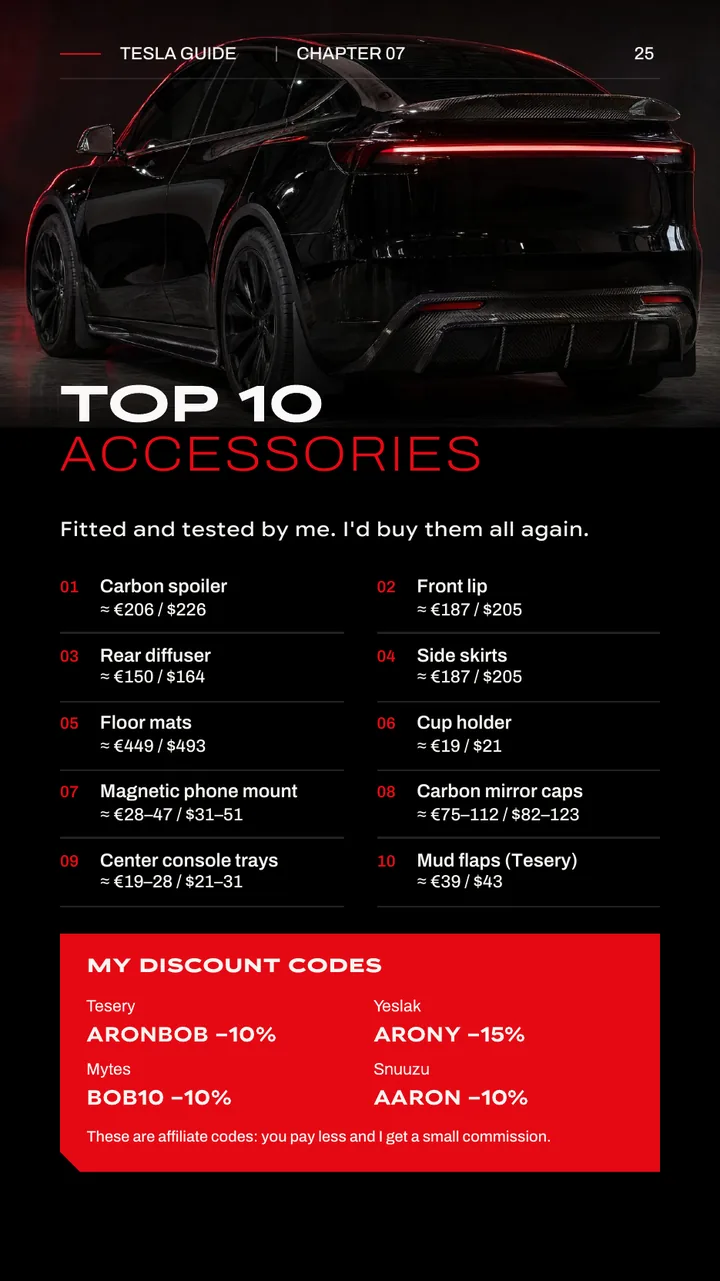 TESLA GUIDE | CHAPTER 07 25
TOP 10
ACCESSORIES
Fitted and tested by me. I'd buy them all again.
01 Carbon spoiler
≈ €206 / $226
02 Front lip
≈ €187 / $205
03 Rear diffuser
≈ €150 / $164
04 Side skirts
≈ €187 / $205
05 Floor mats
≈ €449 / $493
06 Cup holder
≈ €19 / $21
07 Magnetic phone mount
≈ €28–47 / $31–51
08 Carbon mirror caps
≈ €75–112 / $82–123
09 Center console trays
≈ €19–28 / $21–31
10 Mud flaps (Tesery)
≈ €39 / $43
MY DISCOUNT CODES
Tesery
ARONBOB –10%
Yeslak
ARONY –15%
Mytes
BOB10 –10%
Snuuzu
AARON –10%
These are affiliate codes: you pay less and I get a small commission.